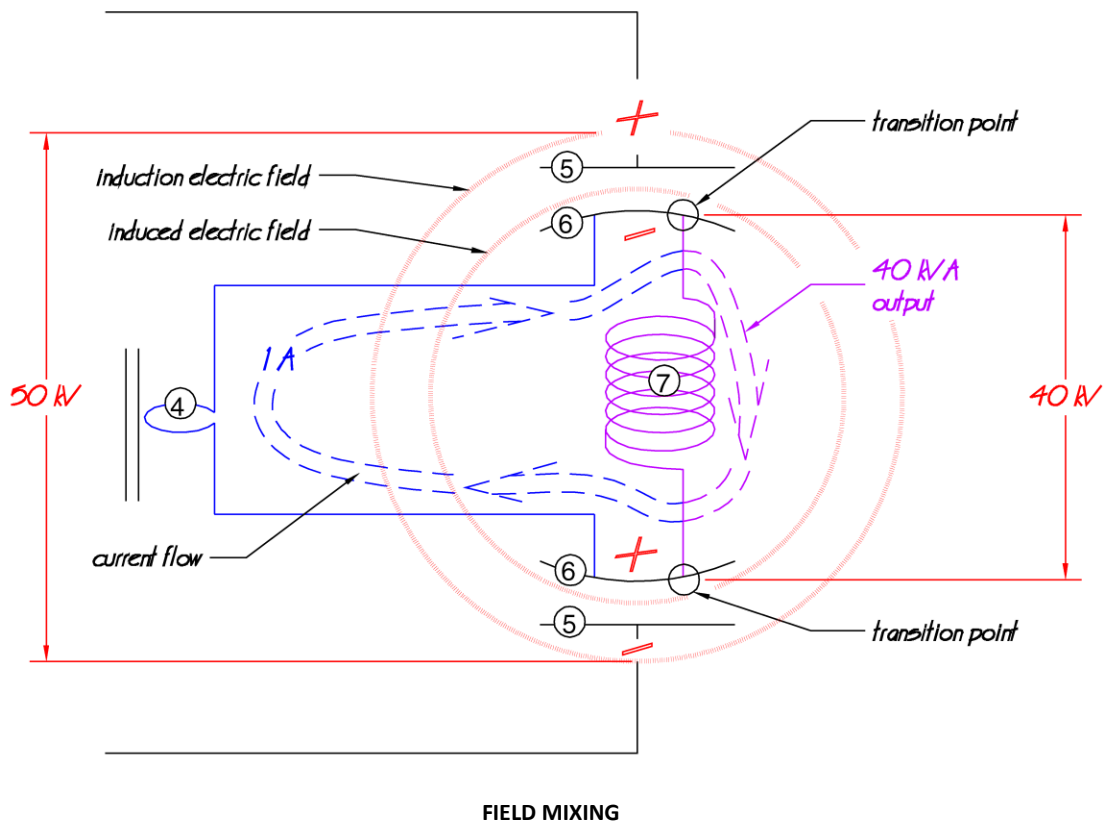 transition point
+
5
induction electric field
6
induced electric field
−
40 kVA
output
1 A
50 kV
4
7
40 kV
current flow
+
6
5
transition point
−
FIELD MIXING